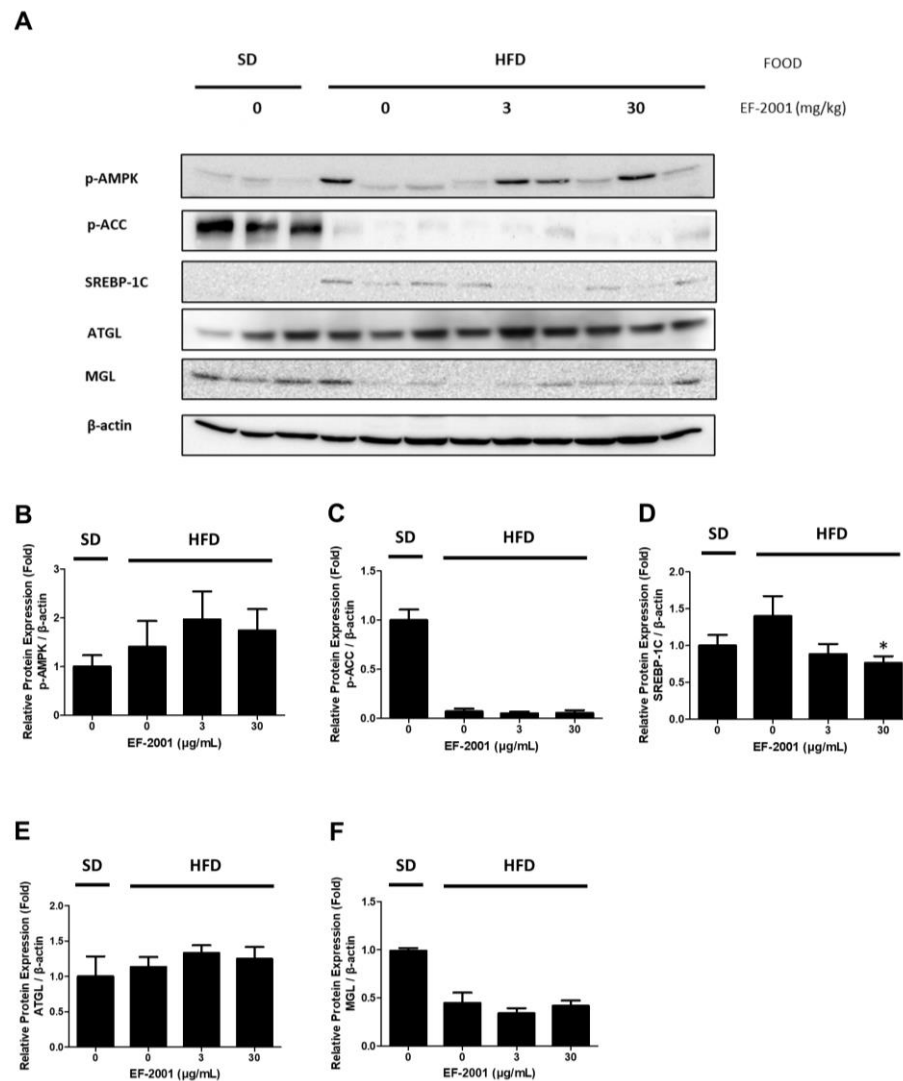 A
SD HFD FOOD
0 0 3 30 EF-2001 (mg/kg)
p-AMPK
p-ACC
SREBP-1C
ATGL
MGL
β-actin
B
SD HFD
Relative Protein Expression (Fold)
p-AMPK / β-actin
3
2
1
0
0 0 3 30
EF-2001 (μg/mL)
C
SD HFD
Relative Protein Expression (Fold)
p-ACC / β-actin
1.5
1.0
0.5
0.0
0 0 3 30
EF-2001 (μg/mL)
D
SD HFD
Relative Protein Expression (Fold)
SREBP-1C / β-actin
2.0
1.5
1.0
0.5
0.0
*
0 0 3 30
EF-2001 (μg/mL)
E
SD HFD
Relative Protein Expression (Fold)
ATGL / β-actin
2.0
1.5
1.0
0.5
0.0
0 0 3 30
EF-2001 (μg/mL)
F
SD HFD
Relative Protein Expression (Fold)
MGL / β-actin
1.5
1.0
0.5
0.0
0 0 3 30
EF-2001 (μg/mL)